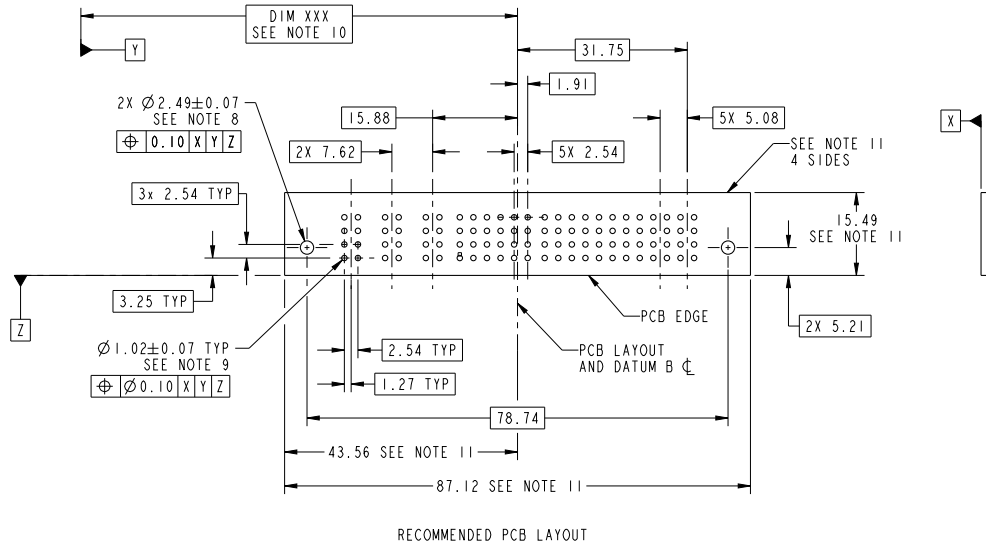 DIM XXX
SEE NOTE 10
Y
31.75
1.91
2X Ø2.49±0.07
SEE NOTE 8
⌖ 0.10 X Y Z
15.88
5X 5.08
X
2X 7.62
5X 2.54
SEE NOTE 11
4 SIDES
3x 2.54 TYP
15.49
SEE NOTE 11
8
3.25 TYP
Z
PCB EDGE
2X 5.21
Ø1.02±0.07 TYP
SEE NOTE 9
⌖ Ø0.10 X Y Z
2.54 TYP
PCB LAYOUT
AND DATUM B ℄
1.27 TYP
78.74
43.56 SEE NOTE 11
87.12 SEE NOTE 11
RECOMMENDED PCB LAYOUT